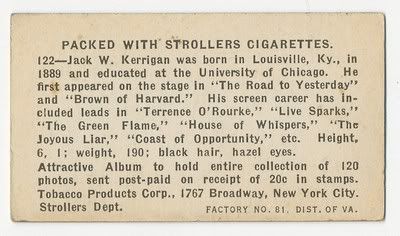 PACKED WITH STROLLERS CIGARETTES.
122—Jack W. Kerrigan was born in Louisville, Ky., in
1889 and educated at the University of Chicago. He
first appeared on the stage in "The Road to Yesterday"
and "Brown of Harvard." His screen career has in-
cluded leads in "Terrence O'Rourke," "Live Sparks,"
"The Green Flame," "House of Whispers," "The
Joyous Liar," "Coast of Opportunity," etc. Height,
6, 1; weight, 190; black hair, hazel eyes.
Attractive Album to hold entire collection of 120
photos, sent post-paid on receipt of 20c in stamps.
Tobacco Products Corp., 1767 Broadway, New York City.
Strollers Dept. FACTORY NO. 81, DIST. OF VA.